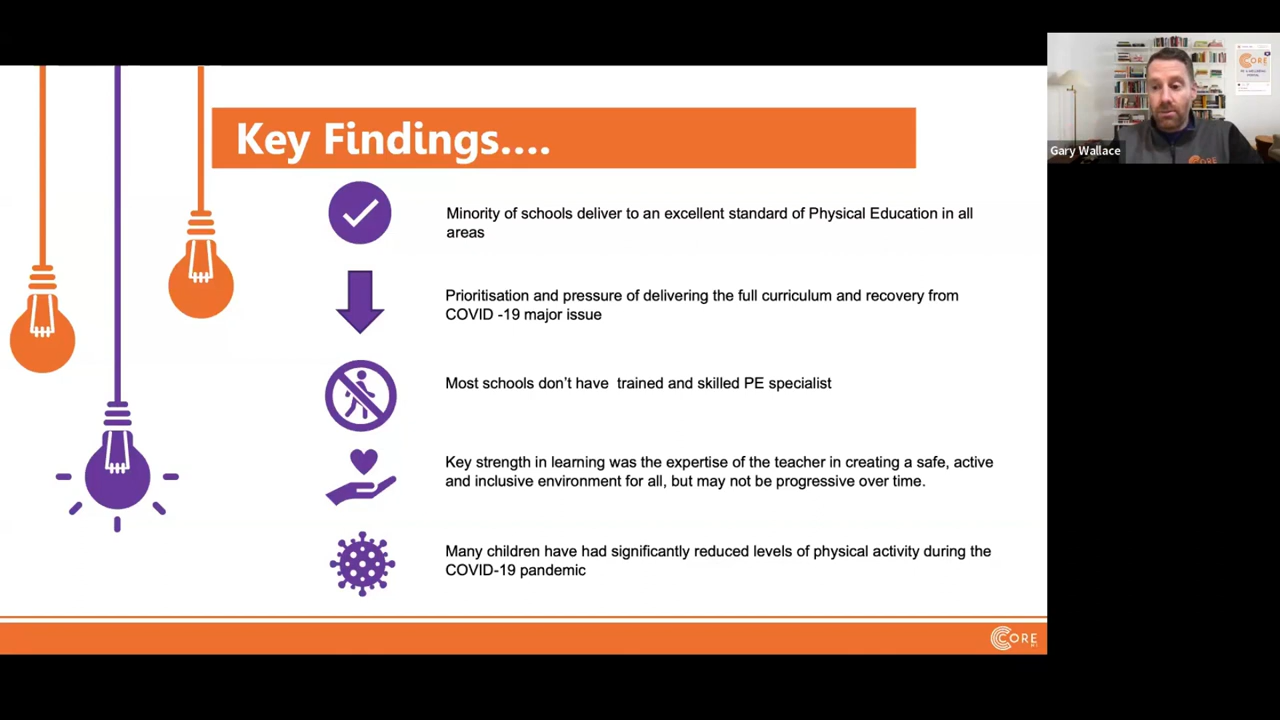 Key Findings....
Minority of schools deliver to an excellent standard of Physical Education in all
areas
Prioritisation and pressure of delivering the full curriculum and recovery from
COVID -19 major issue
Most schools don’t have  trained and skilled PE specialist
Key strength in learning was the expertise of the teacher in creating a safe, active
and inclusive environment for all, but may not be progressive over time.
Many children have had significantly reduced levels of physical activity during the
COVID-19 pandemic
CORE
Gary Wallace
CORE
CORE